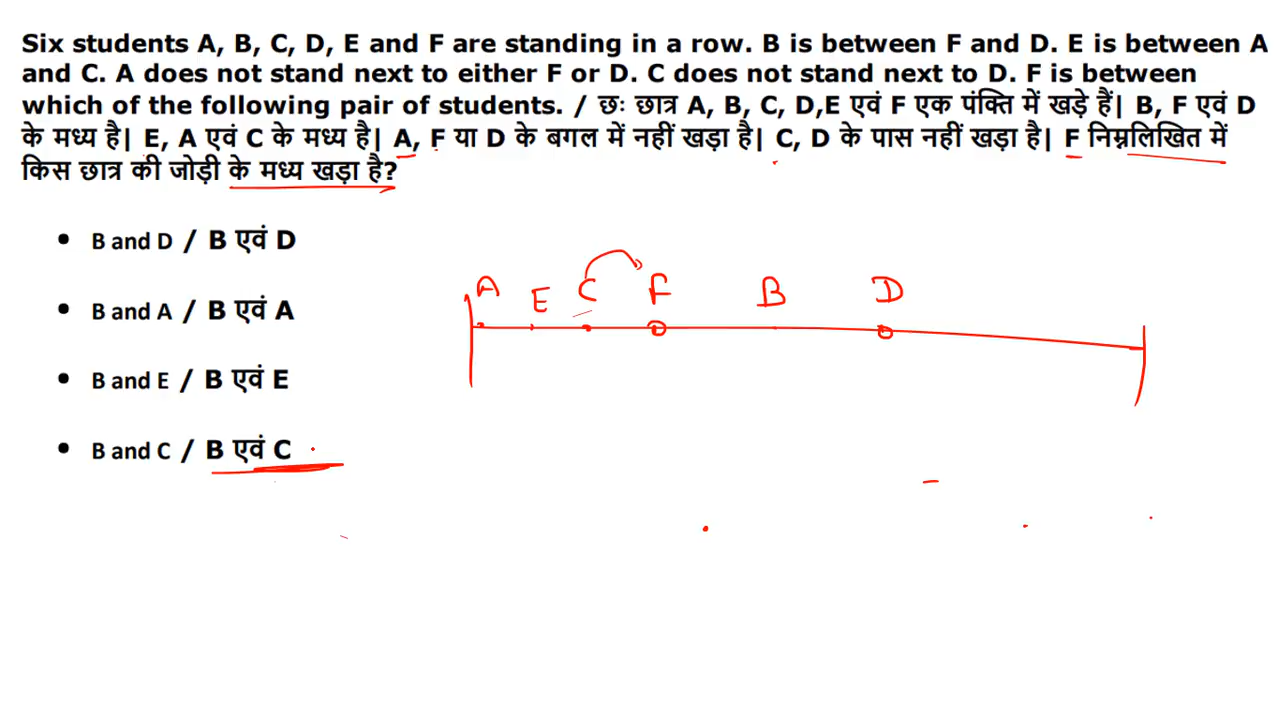 Six students A, B, C, D, E and F are standing in a row. B is between F and D. E is between A
and C. A does not stand next to either F or D. C does not stand next to D. F is between
which of the following pair of students. / छः छात्र A, B, C, D,E एवं F एक पंक्ति में खड़े हैं| B, F एवं D
के मध्य है| E, A एवं C के मध्य है| A, F या D के बगल में नहीं खड़ा है| C, D के पास नहीं खड़ा है| F निम्नलिखित में
किस छात्र की जोड़ी के मध्य खड़ा है?
• B and D / B एवं D
• B and A / B एवं A
• B and E / B एवं E
• B and C / B एवं C
A E C F B D